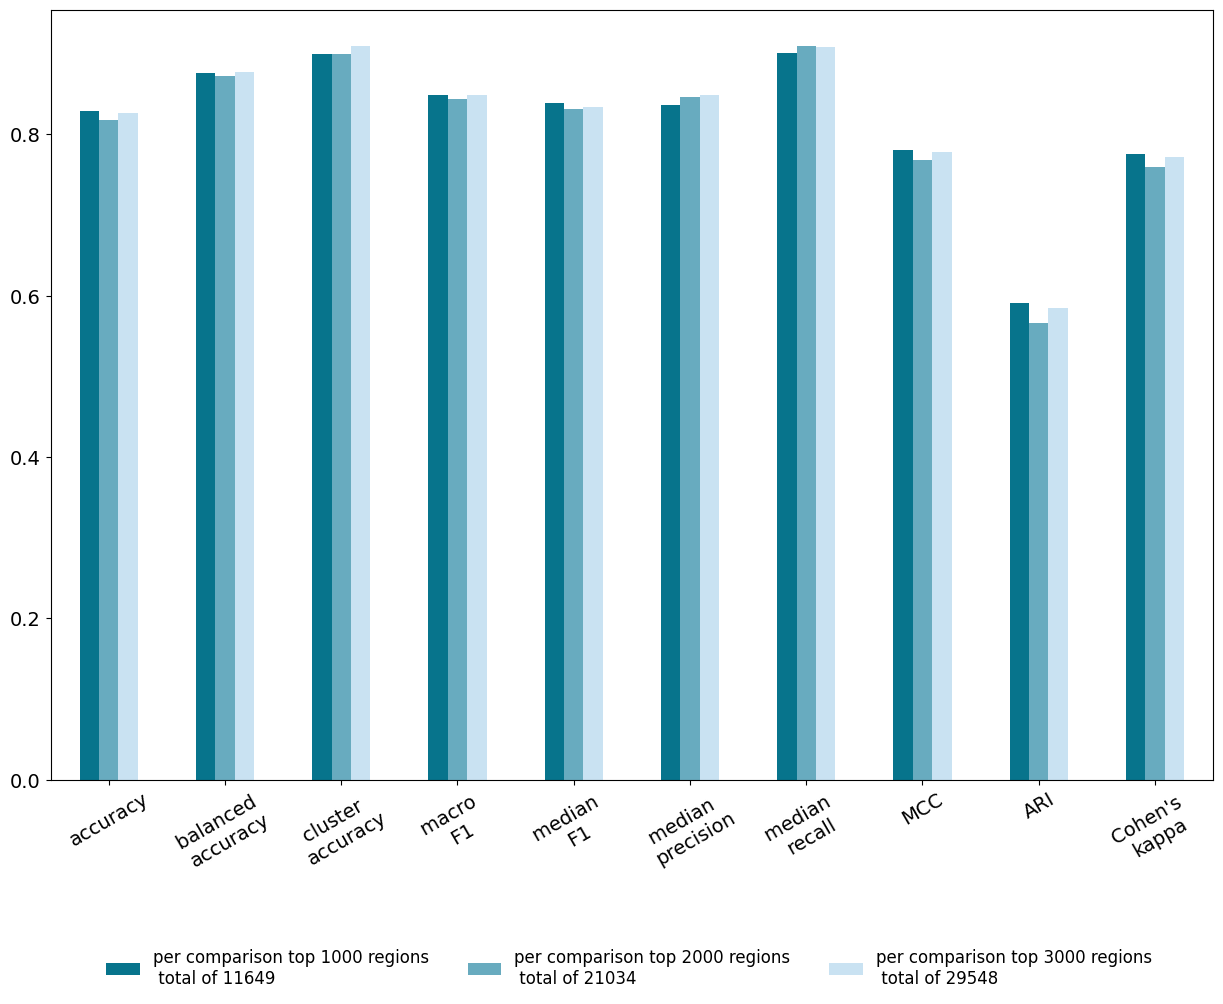 0.8
0.6
0.4
0.2
0.0
accuracy
balanced
accuracy
cluster
accuracy
macro
F1
median
F1
median
precision
median
recall
MCC
ARI
Cohen's
kappa
per comparison top 1000 regions
total of 11649
per comparison top 2000 regions
total of 21034
per comparison top 3000 regions
total of 29548